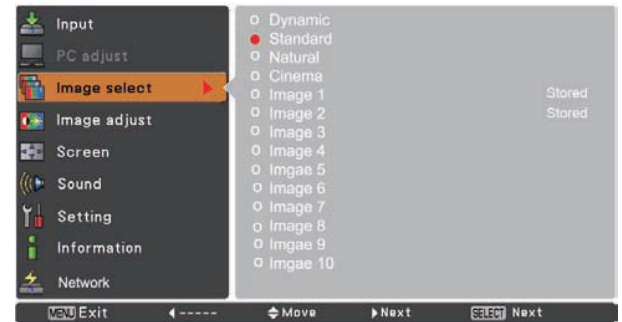 Input
PC adjust
Image select
Image adjust
Screen
Sound
Setting
Information
Network
Dynamic
Standard
Natural
Cinema
Image 1 Stored
Image 2 Stored
Image 3
Image 4
Imgae 5
Image 6
Image 7
Image 8
Imgae 9
Imgae 10
MENU Exit ----- Move Next SELECT Next